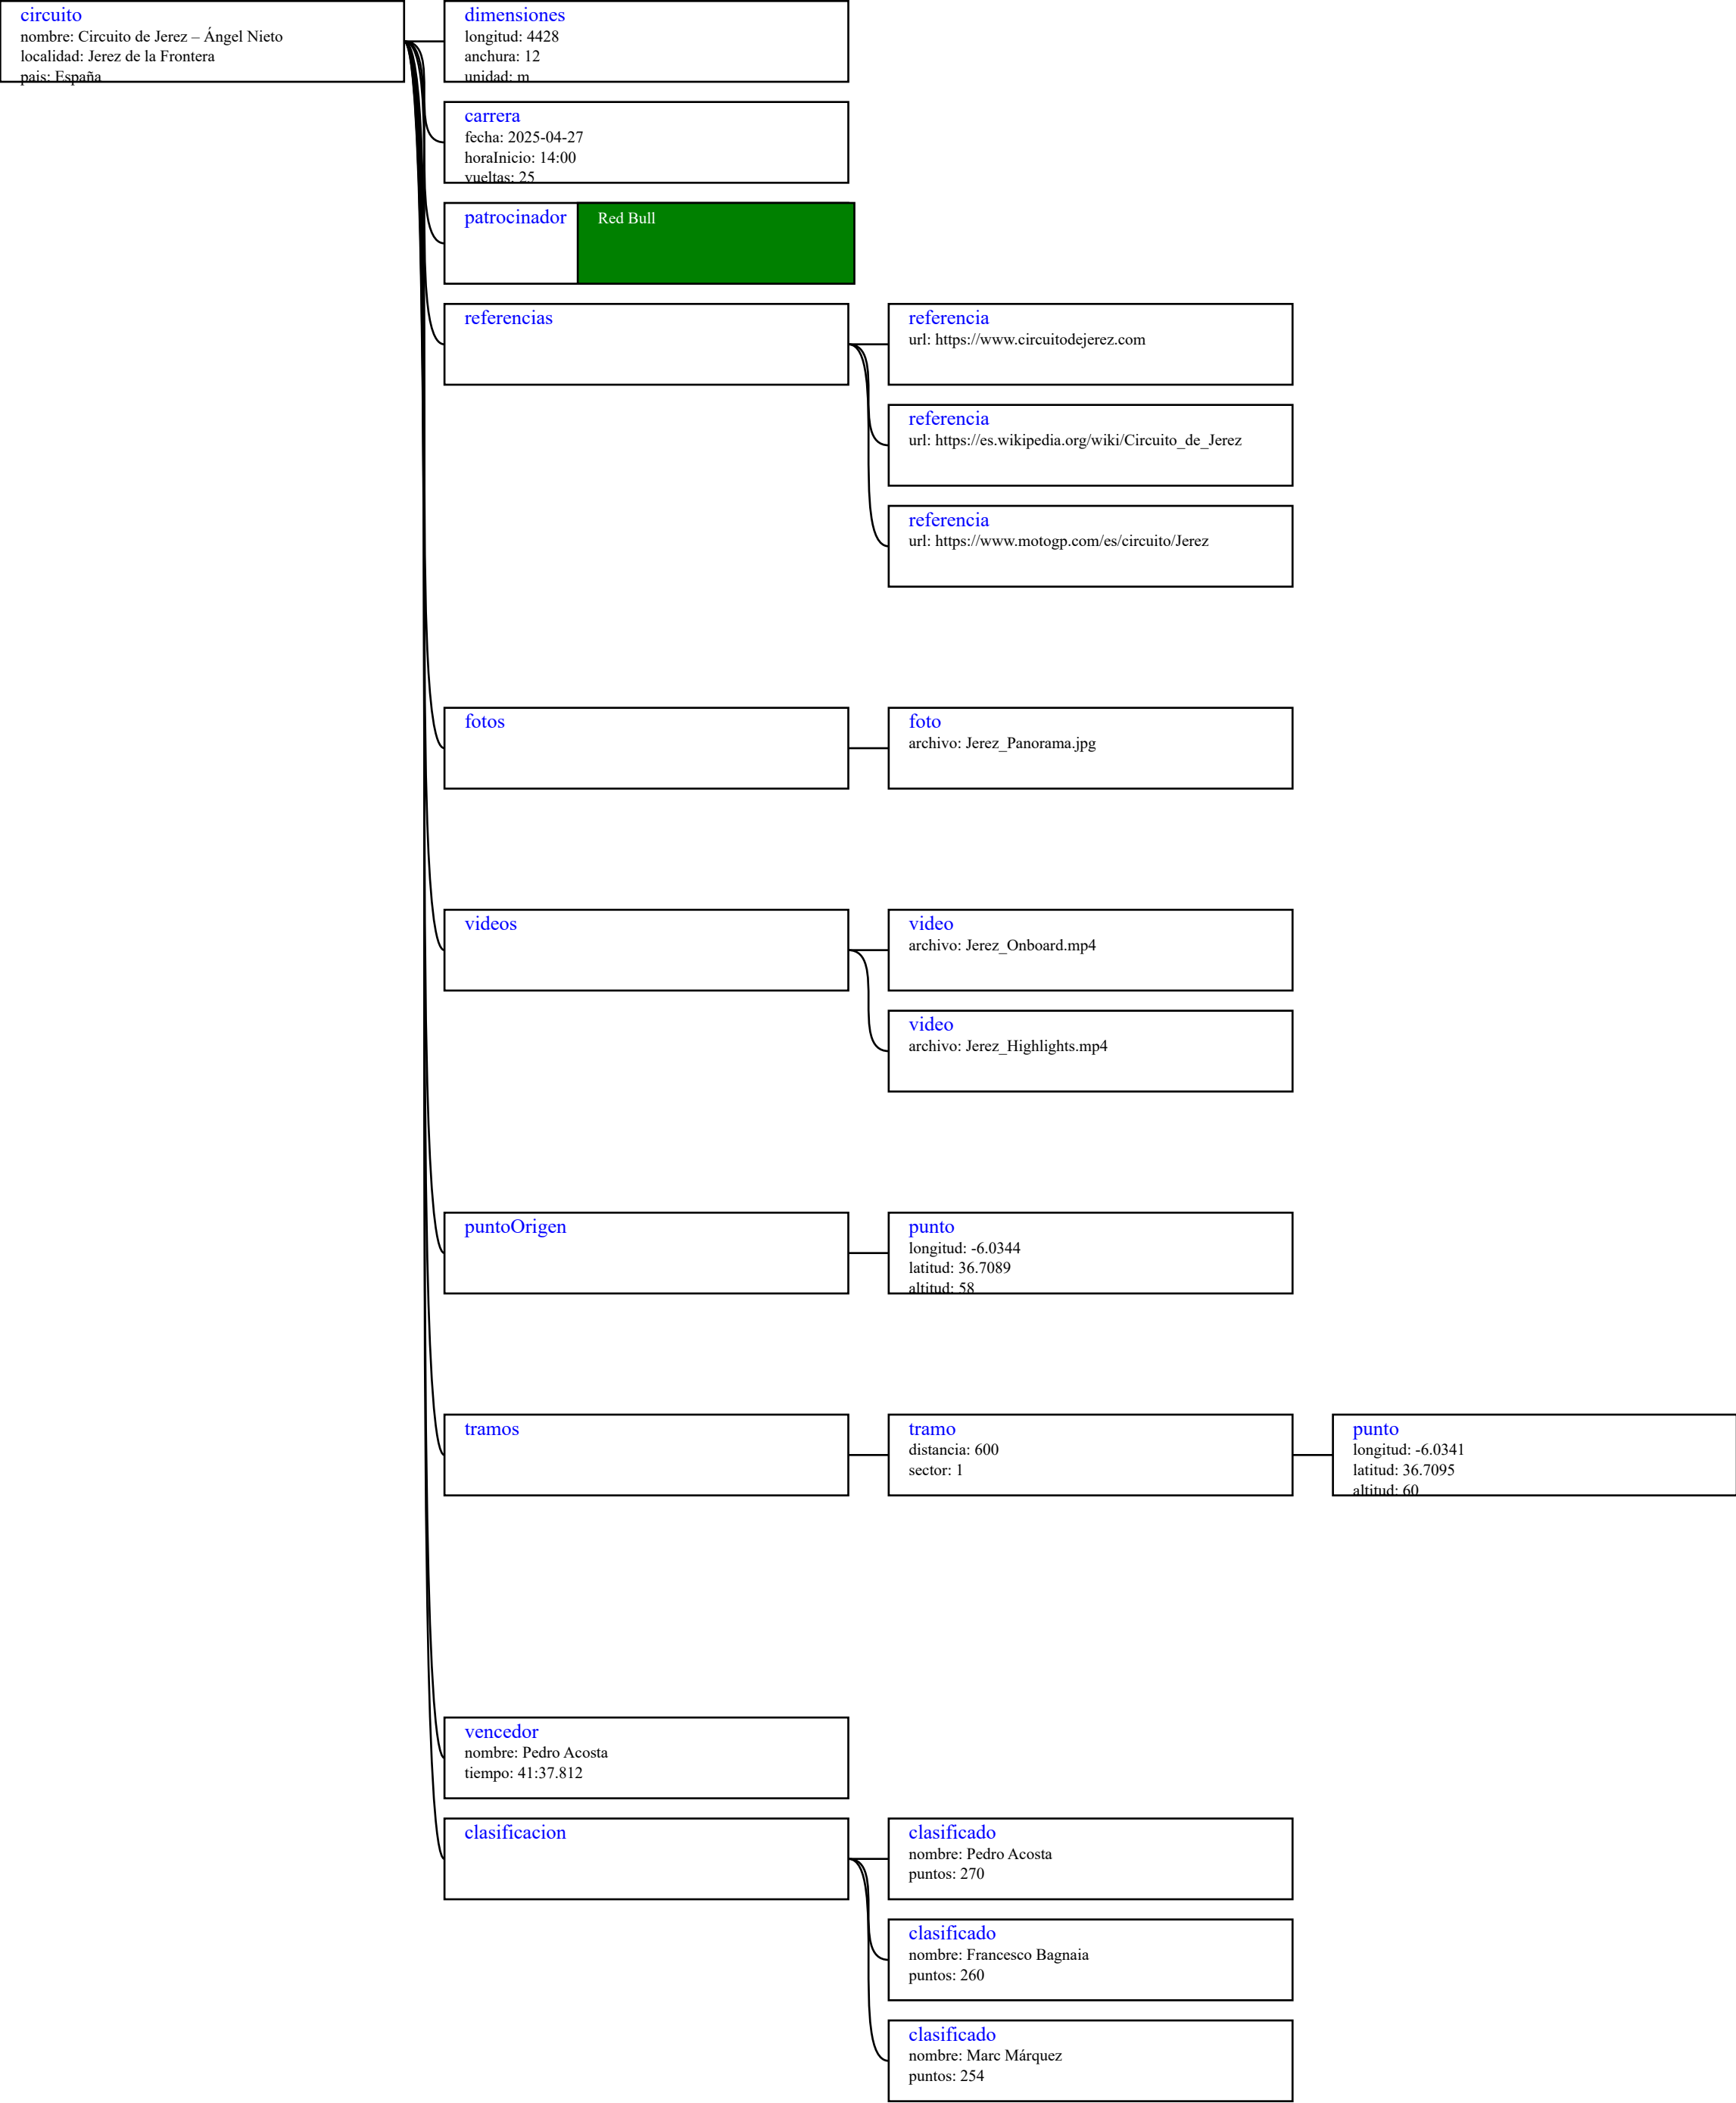 circuito
nombre: Circuito de Jerez – Ángel Nieto
localidad: Jerez de la Frontera
pais: España
dimensiones
longitud: 4428
anchura: 12
unidad: m
carrera
fecha: 2025-04-27
horaInicio: 14:00
vueltas: 25
patrocinador
Red Bull
referencias
referencia
url: https://www.circuitodejerez.com
referencia
url: https://es.wikipedia.org/wiki/Circuito_de_Jerez
referencia
url: https://www.motogp.com/es/circuito/Jerez
fotos
foto
archivo: Jerez_Panorama.jpg
videos
video
archivo: Jerez_Onboard.mp4
video
archivo: Jerez_Highlights.mp4
puntoOrigen
punto
longitud: -6.0344
latitud: 36.7089
altitud: 58
tramos
tramo
distancia: 600
sector: 1
punto
longitud: -6.0341
latitud: 36.7095
altitud: 60
vencedor
nombre: Pedro Acosta
tiempo: 41:37.812
clasificacion
clasificado
nombre: Pedro Acosta
puntos: 270
clasificado
nombre: Francesco Bagnaia
puntos: 260
clasificado
nombre: Marc Márquez
puntos: 254